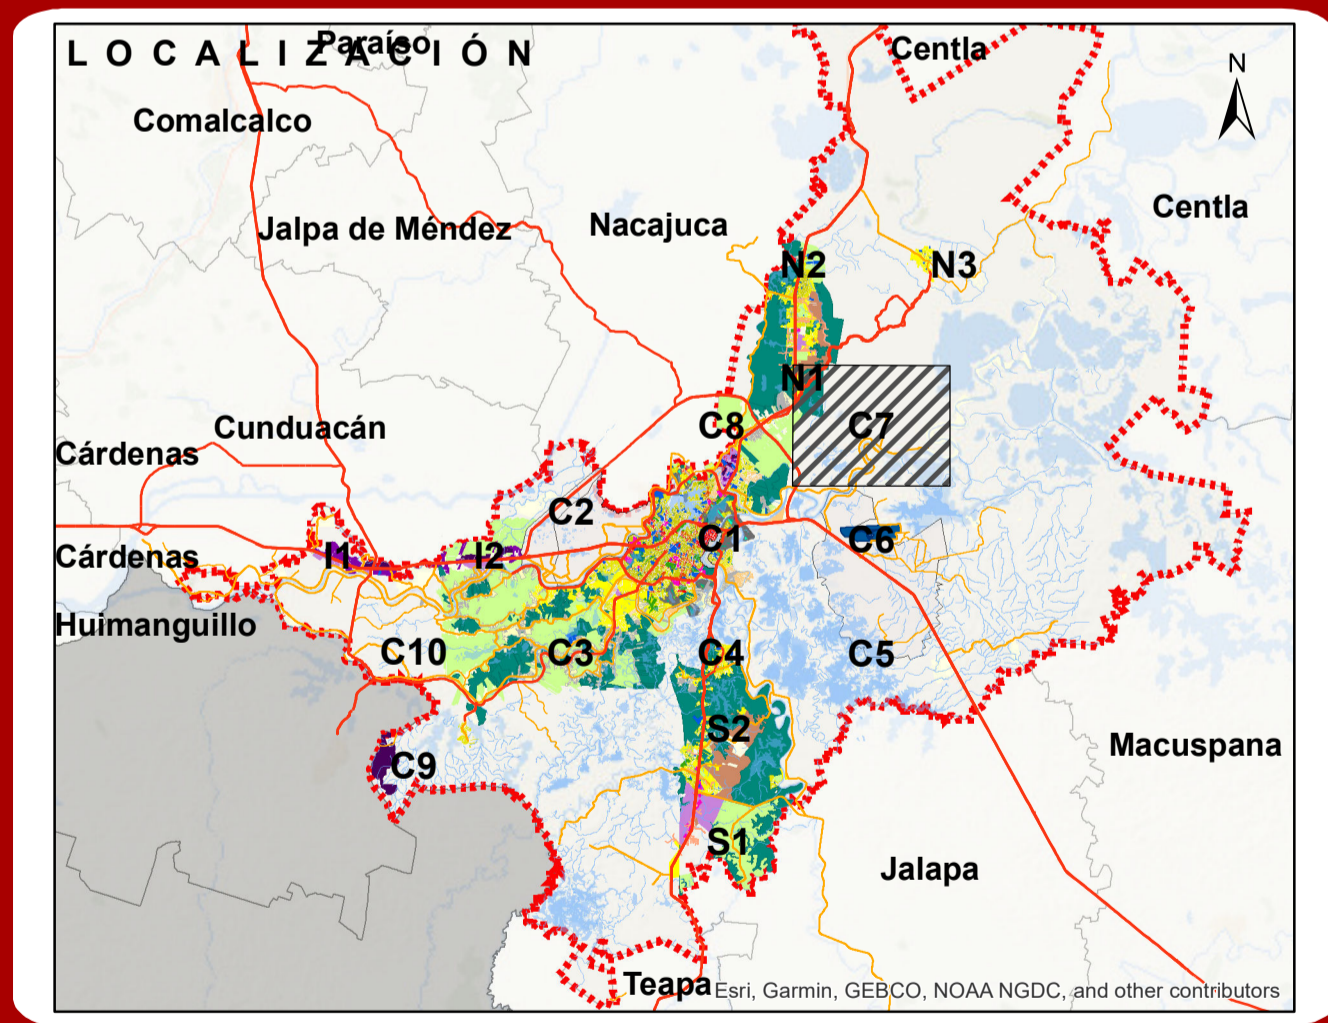 LOCALIZACIÓN
Paraíso
Centla
N
Comalcalco
Centla
Jalpa de Méndez
Nacajuca
N2
N3
N1
Cunduacán
C8
C7
Cárdenas
C2
C1
C6
Cárdenas
I1
I2
Huimanguillo
C10
C3
C4
C5
S2
Macuspana
C9
S1
Jalapa
Teapa
Esri, Garmin, GEBCO, NOAA NGDC, and other contributors